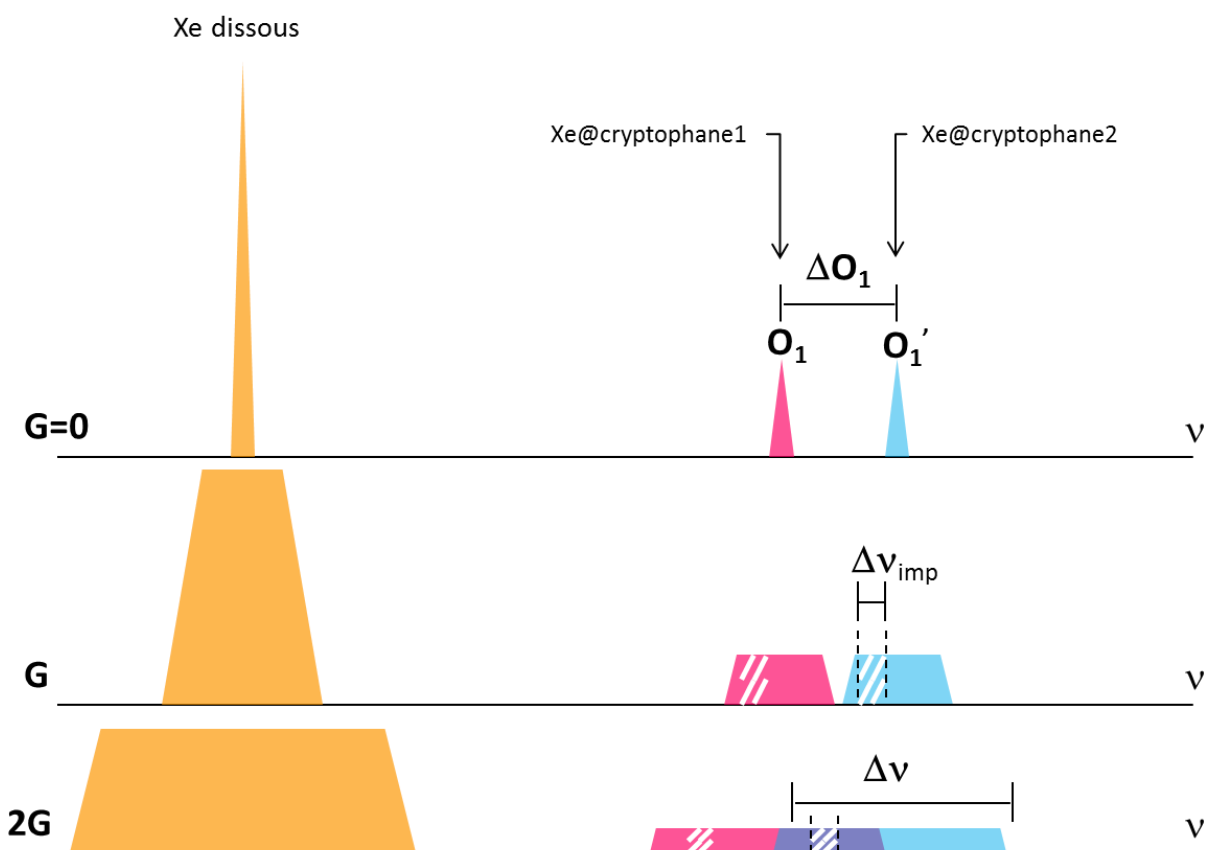 Xe dissous
Xe@cryptophane1
Xe@cryptophane2
ΔO₁
O₁
O₁’
G=0
ν
Δν_imp
G
ν
Δν
2G
ν